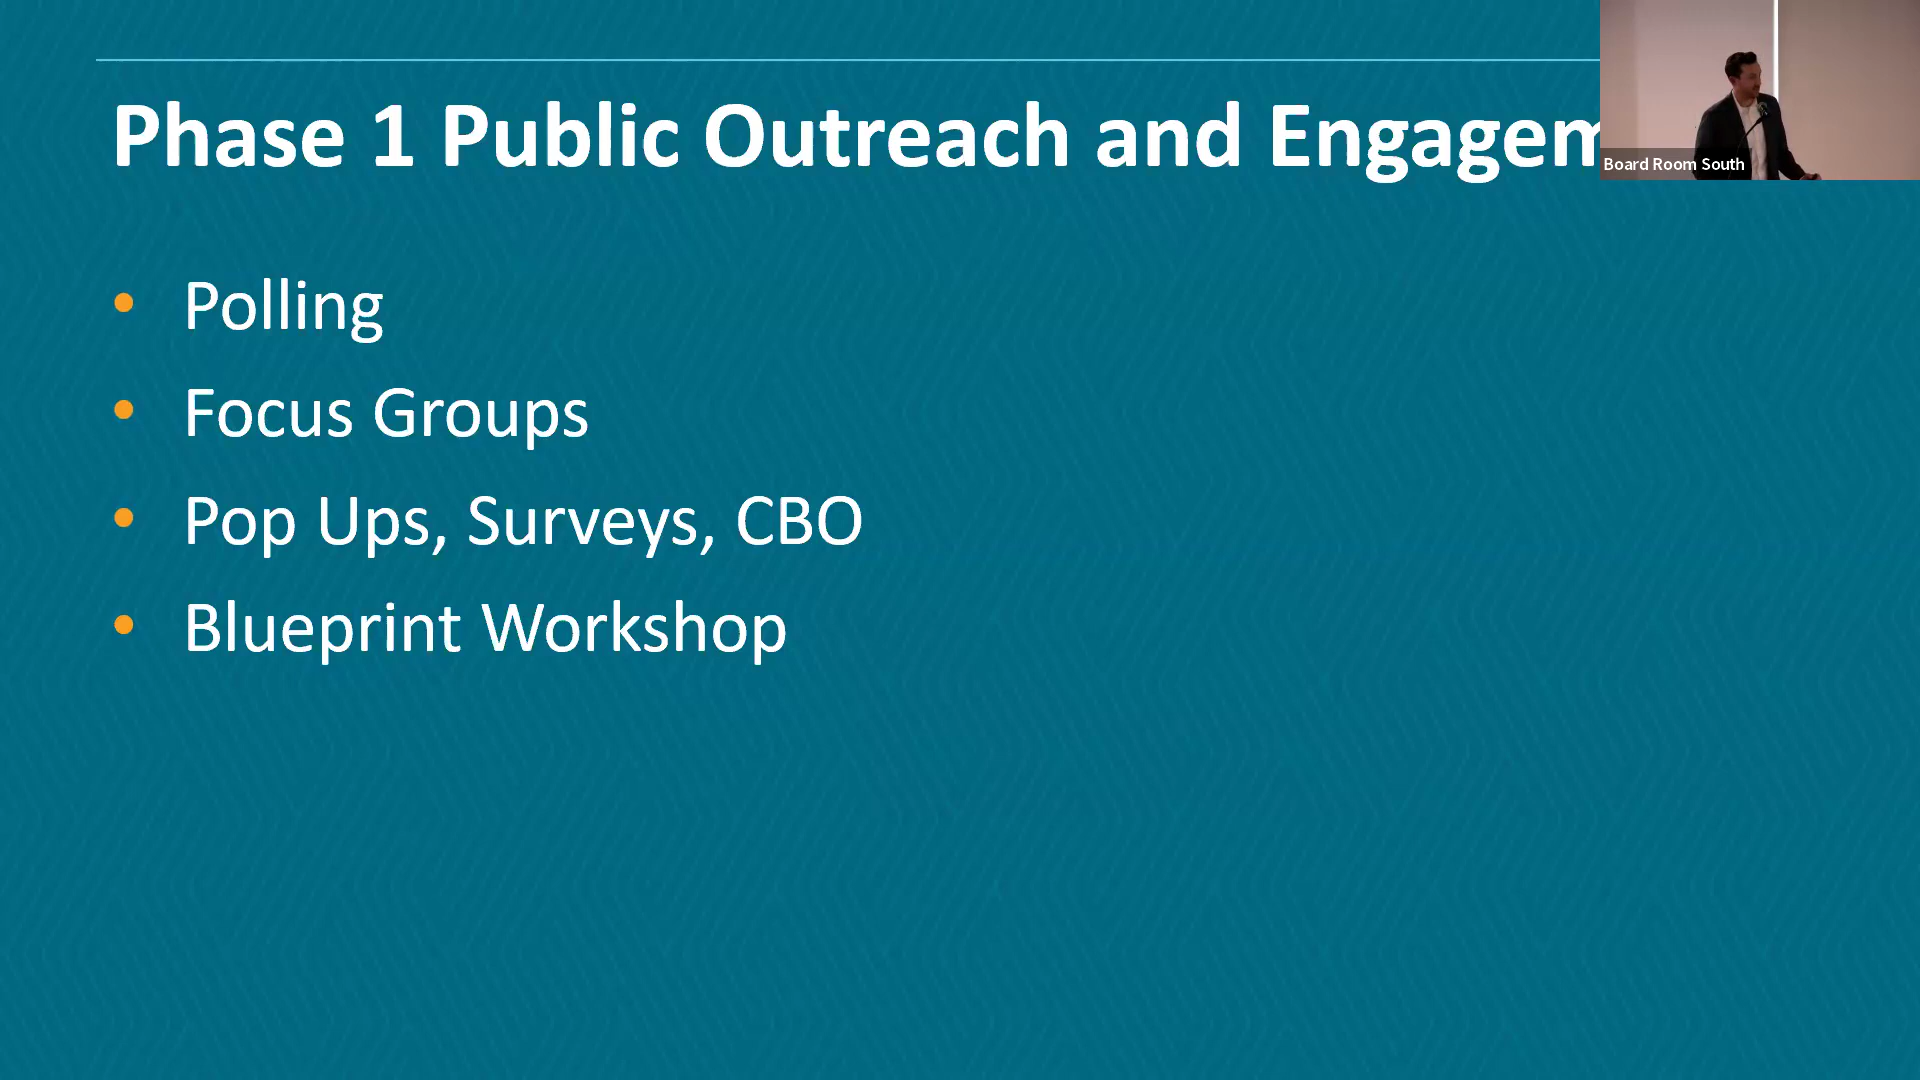 Phase 1 Public Outreach and Engagem
Board Room South
• Polling
• Focus Groups
• Pop Ups, Surveys, CBO
• Blueprint Workshop